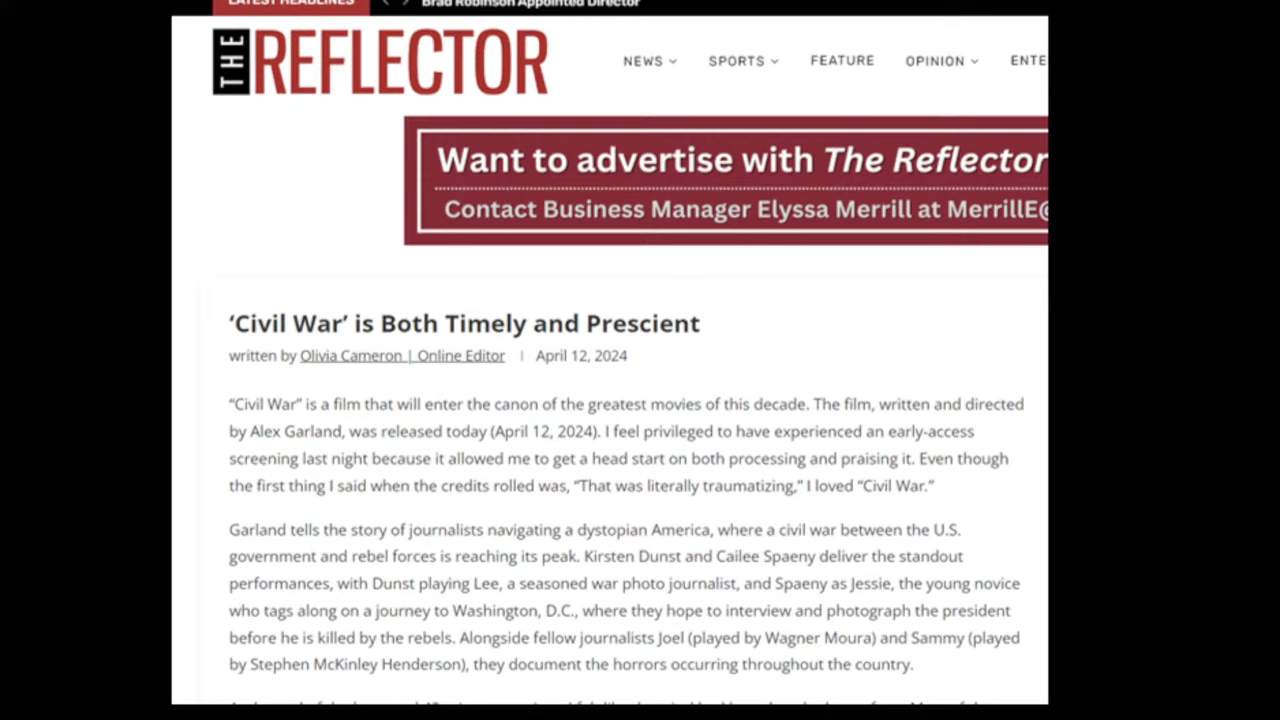 LATEST HEADLINES
Brad Robinson Appointed Director
THE REFLECTOR
NEWS
SPORTS
FEATURE
OPINION
ENTE
Want to advertise with The Reflector
Contact Business Manager Elyssa Merrill at MerrillE@
‘Civil War’ is Both Timely and Prescient
written by Olivia Cameron | Online Editor | April 12, 2024
“Civil War” is a film that will enter the canon of the greatest movies of this decade. The film, written and directed
by Alex Garland, was released today (April 12, 2024). I feel privileged to have experienced an early-access
screening last night because it allowed me to get a head start on both processing and praising it. Even though
the first thing I said when the credits rolled was, “That was literally traumatizing,” I loved “Civil War.”
Garland tells the story of journalists navigating a dystopian America, where a civil war between the U.S.
government and rebel forces is reaching its peak. Kirsten Dunst and Cailee Spaeny deliver the standout
performances, with Dunst playing Lee, a seasoned war photo journalist, and Spaeny as Jessie, the young novice
who tags along on a journey to Washington, D.C., where they hope to interview and photograph the president
before he is killed by the rebels. Alongside fellow journalists Joel (played by Wagner Moura) and Sammy (played
by Stephen McKinley Henderson), they document the horrors occurring throughout the country.